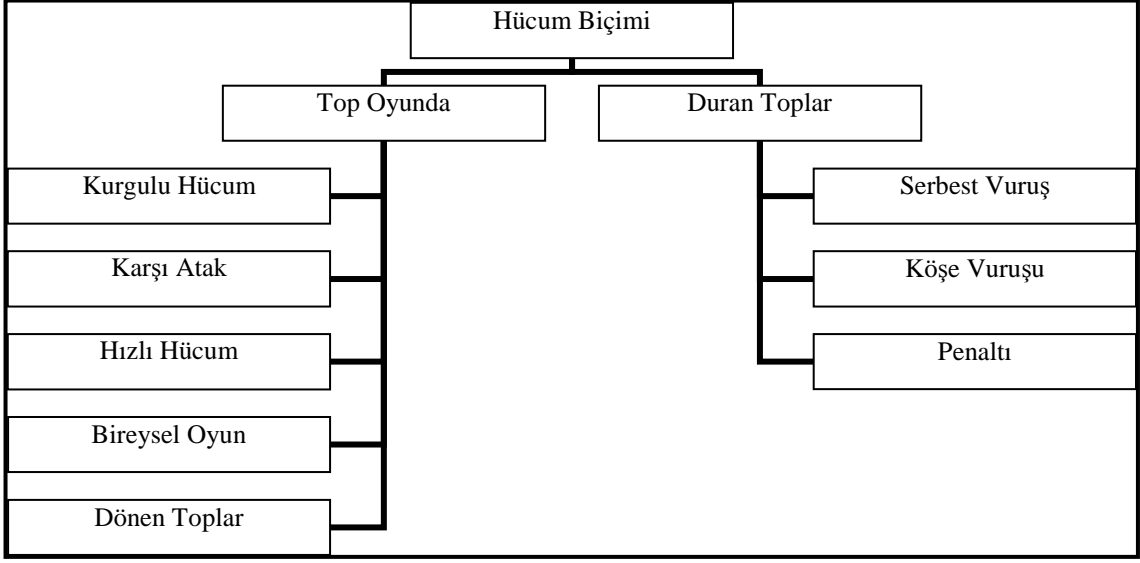 Hücum Biçimi
Top Oyunda
Duran Toplar
Kurgulu Hücum
Karşı Atak
Hızlı Hücum
Bireysel Oyun
Dönen Toplar
Serbest Vuruş
Köşe Vuruşu
Penaltı